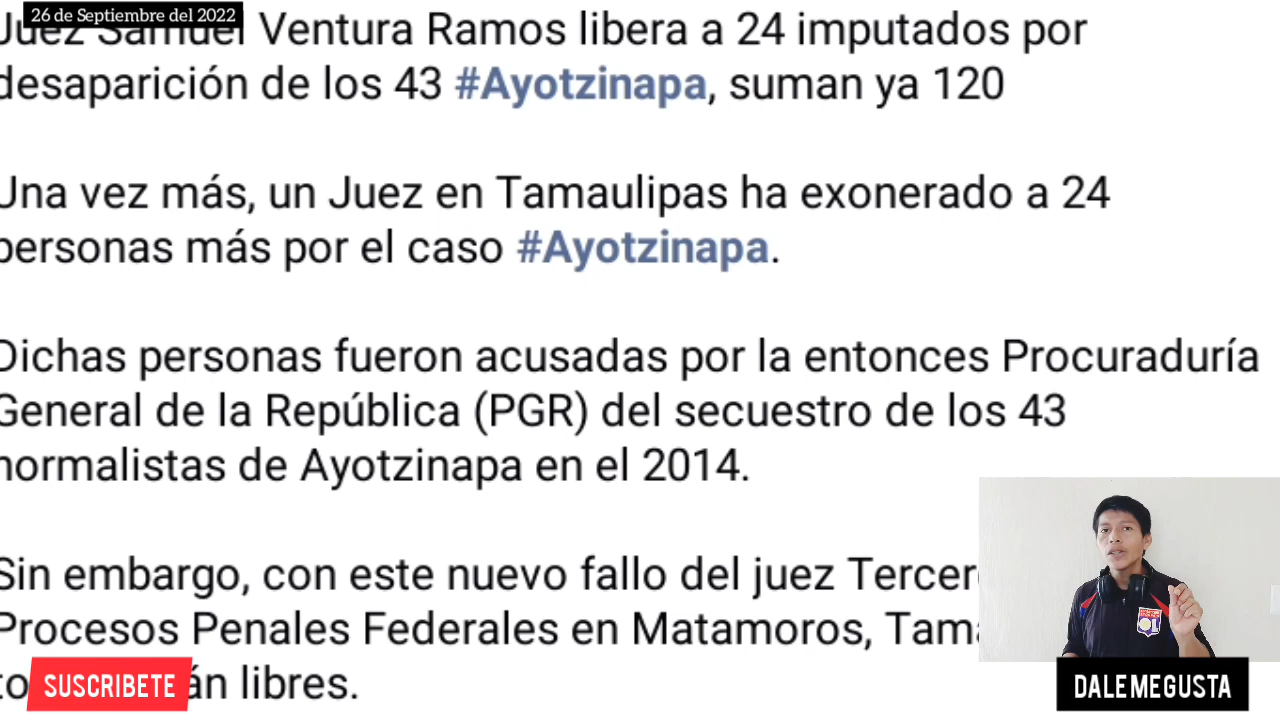 26 de Septiembre del 2022
Juez Samuel Ventura Ramos libera a 24 imputados por
desaparición de los 43 #Ayotzinapa, suman ya 120
Una vez más, un Juez en Tamaulipas ha exonerado a 24
personas más por el caso #Ayotzinapa.
Dichas personas fueron acusadas por la entonces Procuraduría
General de la República (PGR) del secuestro de los 43
normalistas de Ayotzinapa en el 2014.
Sin embargo, con este nuevo fallo del juez
Procesos Penales Federales en Matamoros,
libres.
SUSCRIBETE
DALE ME GUSTA